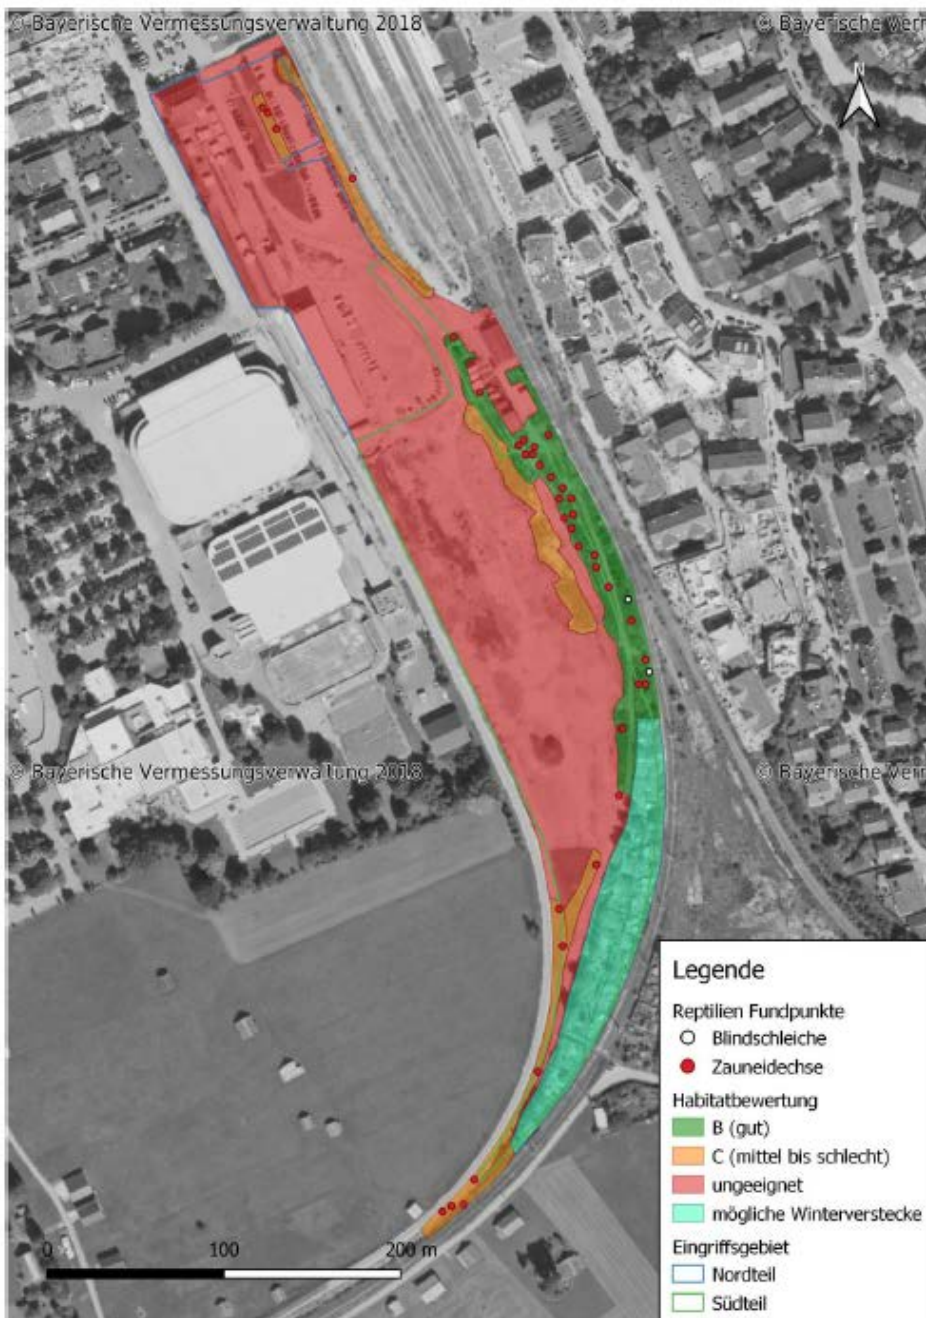 © Bayerische Vermessungsverwaltung 2018
© Bayerische Verm
N
© Bayerische Vermessungsverwaltung 2018
© Bayerische Verm
Legende
Reptilien Fundpunkte
Blindschleiche
Zauneidechse
Habitatbewertung
B (gut)
C (mittel bis schlecht)
ungeeignet
mögliche Winterverstecke
Eingriffsgebiet
Nordteil
Südteil
0 100 200 m